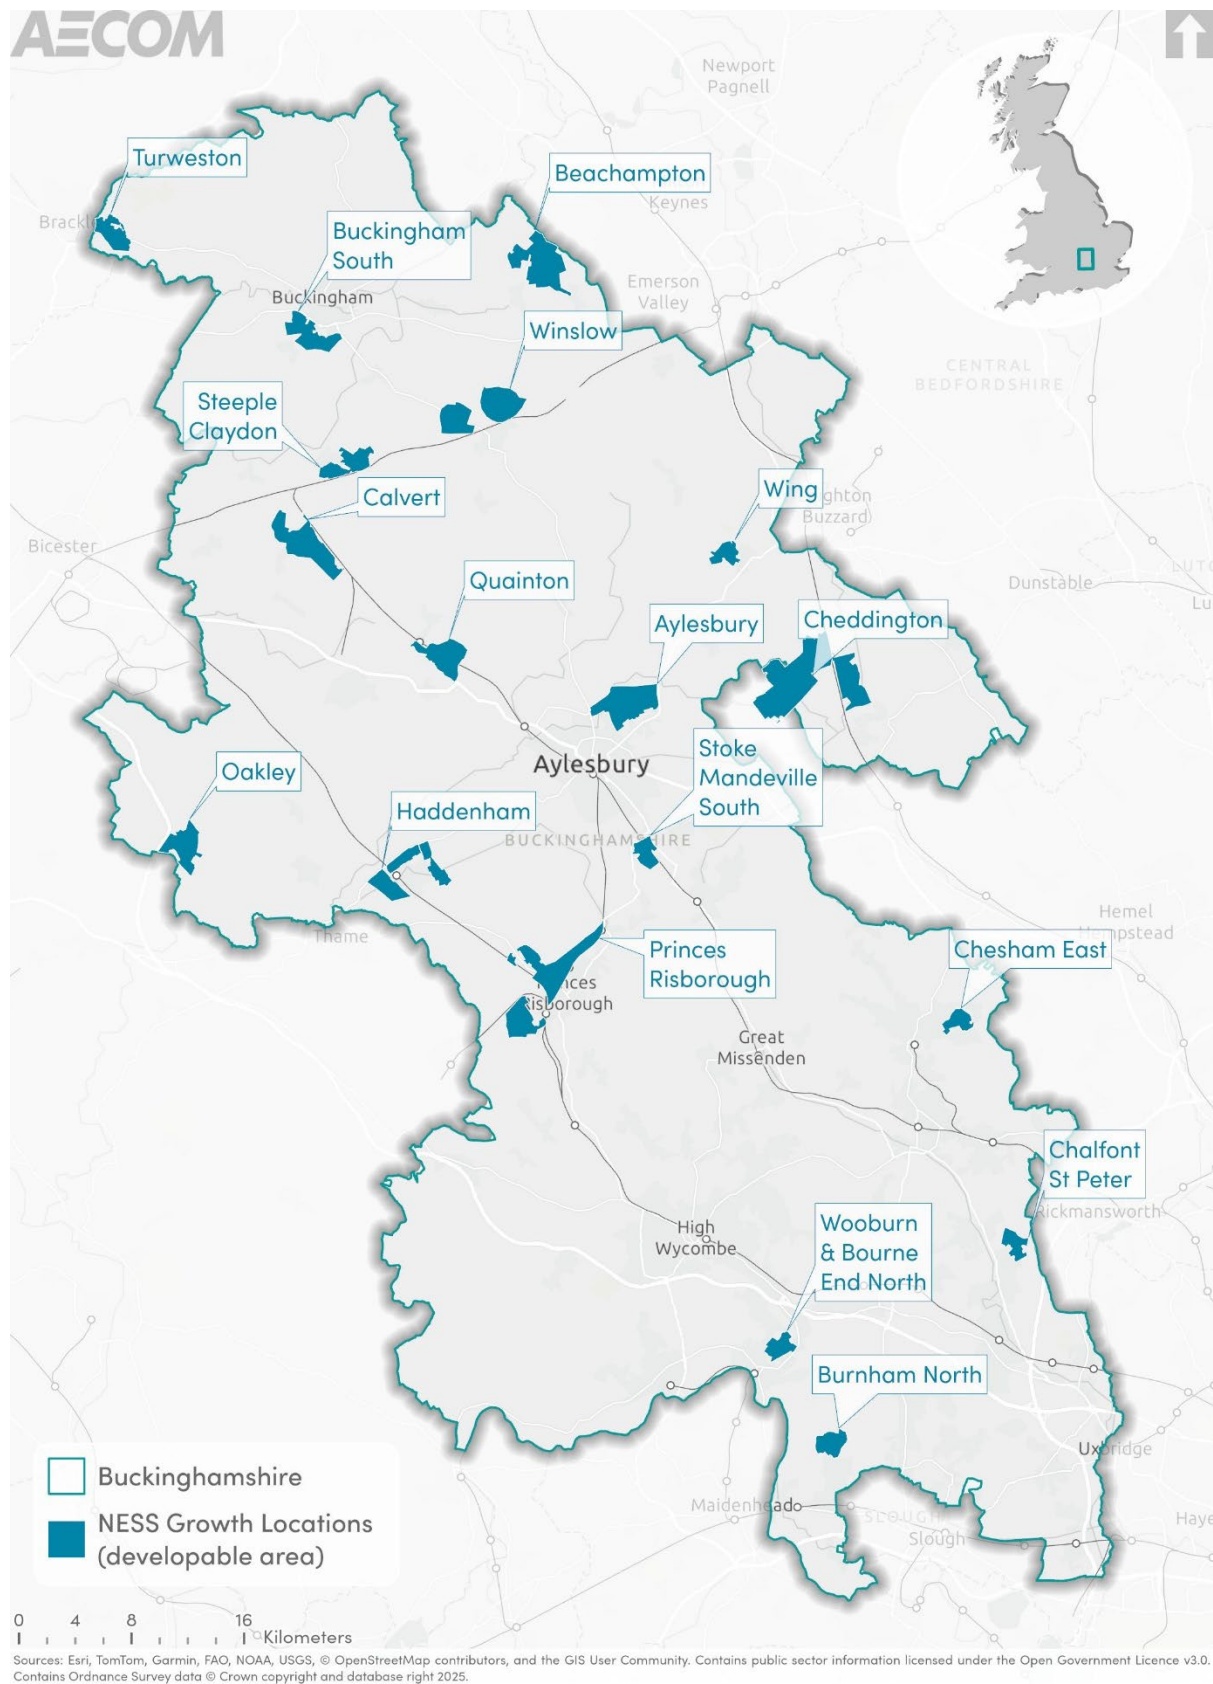 AECOM
Newport
Pagnell
Turweston
Beachampton
Keynes
Brackl
Buckingham
South
Emerson
Valley
Buckingham
Winslow
CENTRAL
BEDFORDSHIRE
Steeple
Claydon
Calvert
Wing
ghton
Buzzard
Bicester
Quainton
Dunstable
LUTO
Lu
Aylesbury
Cheddington
Stoke
Mandeville
South
Aylesbury
Oakley
Haddenham
BUCKINGHAMSHIRE
Hemel
Hempstead
Thame
Princes
Risborough
Chesham East
nces
Risborough
Great
Missenden
Chalfont
St Peter
Rickmansworth
High
Wycombe
Wooburn
& Bourne
End North
Burnham North
Uxbridge
Maidenhead
SLOUGH
Slough
Haye
Buckinghamshire
NESS Growth Locations
(developable area)
0 4 8 16
Kilometers
Sources: Esri, TomTom, Garmin, FAO, NOAA, USGS, © OpenStreetMap contributors, and the GIS User Community. Contains public sector information licensed under the Open Government Licence v3.0.
Contains Ordnance Survey data © Crown copyright and database right 2025.